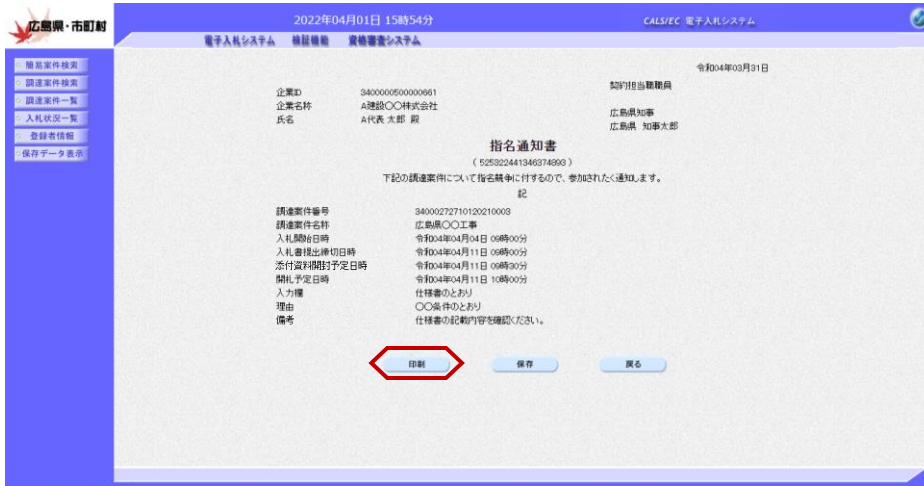 広島県・市町村
2022年04月01日 15時54分
CALS/EC 電子入札システム
電子入札システム 検証機能 資格審査システム
簡易案件検索
調達案件検索
調達案件一覧
入札状況一覧
登録者情報
保存データ表示
令和04年03月31日
企業ID 3400000500000661
企業名称 A建設〇〇株式会社
氏名 A代表 太郎 殿
契約担当職職員
広島県知事
広島県 知事太郎
指名通知書
（ 525322441346374893 ）
下記の調達案件について指名競争に付するので、参加されたく通知します。
記
調達案件番号 34000272710120210003
調達案件名称 広島県〇〇工事
入札開始日時 令和04年04月04日 09時00分
入札書提出締切日時 令和04年04月11日 09時00分
添付資料開封予定日時 令和04年04月11日 09時30分
開札予定日時 令和04年04月11日 10時00分
入力欄 仕様書のとおり
理由 〇〇条件のとおり
備考 仕様書の記載内容を確認ください。
印刷 保存 戻る